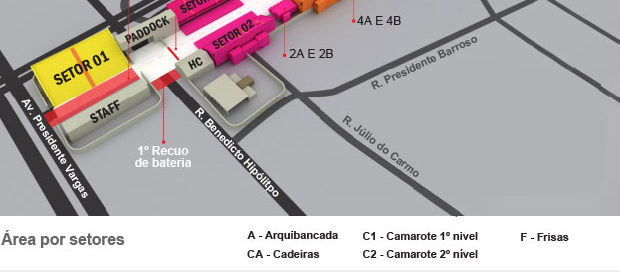 4A E 4B
PADDOCK
SETOR 02
2A E 2B
SETOR 01
HC
R. Presidente Barroso
STAFF
Av. Presidente Vargas
1º Recuo
de bateria
R. Benedicto Hipólitpo
R. Júlio do Carmo
Área por setores
A - Arquibancada
C1 - Camarote 1º nivel
F - Frisas
CA - Cadeiras
C2 - Camarote 2º nível